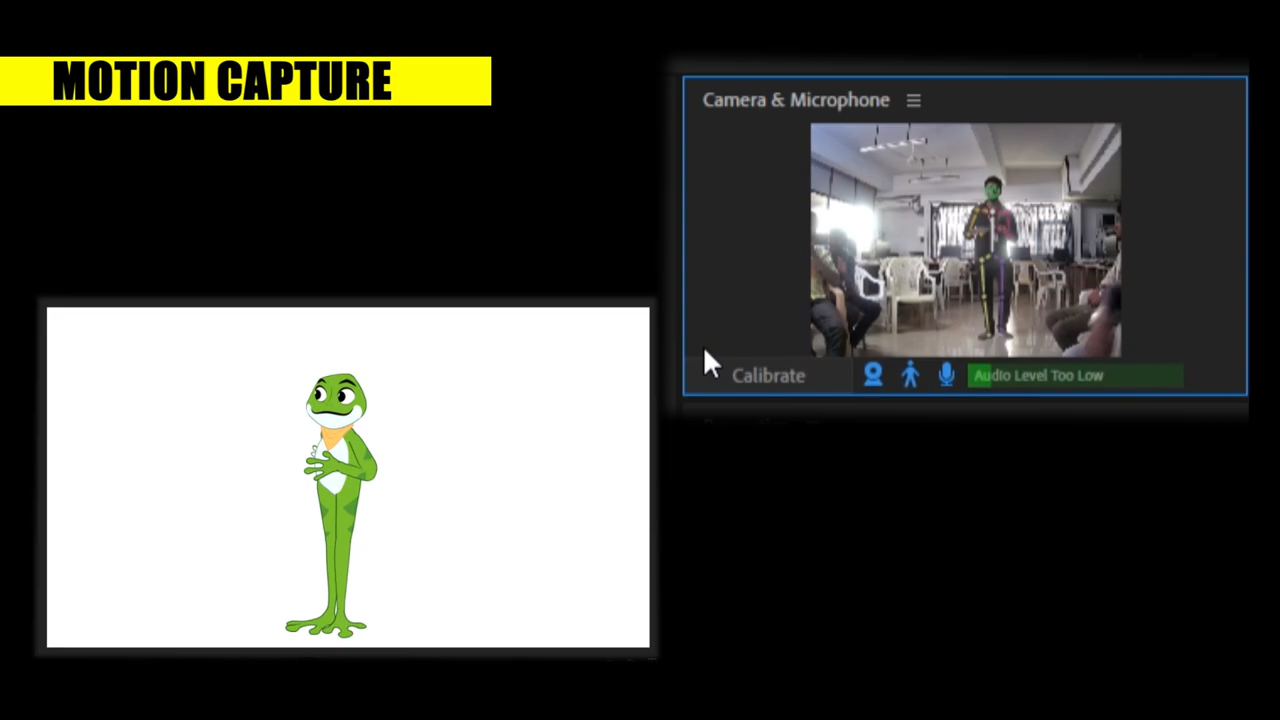 MOTION CAPTURE
Camera & Microphone
Calibrate
Audio Level Too Low